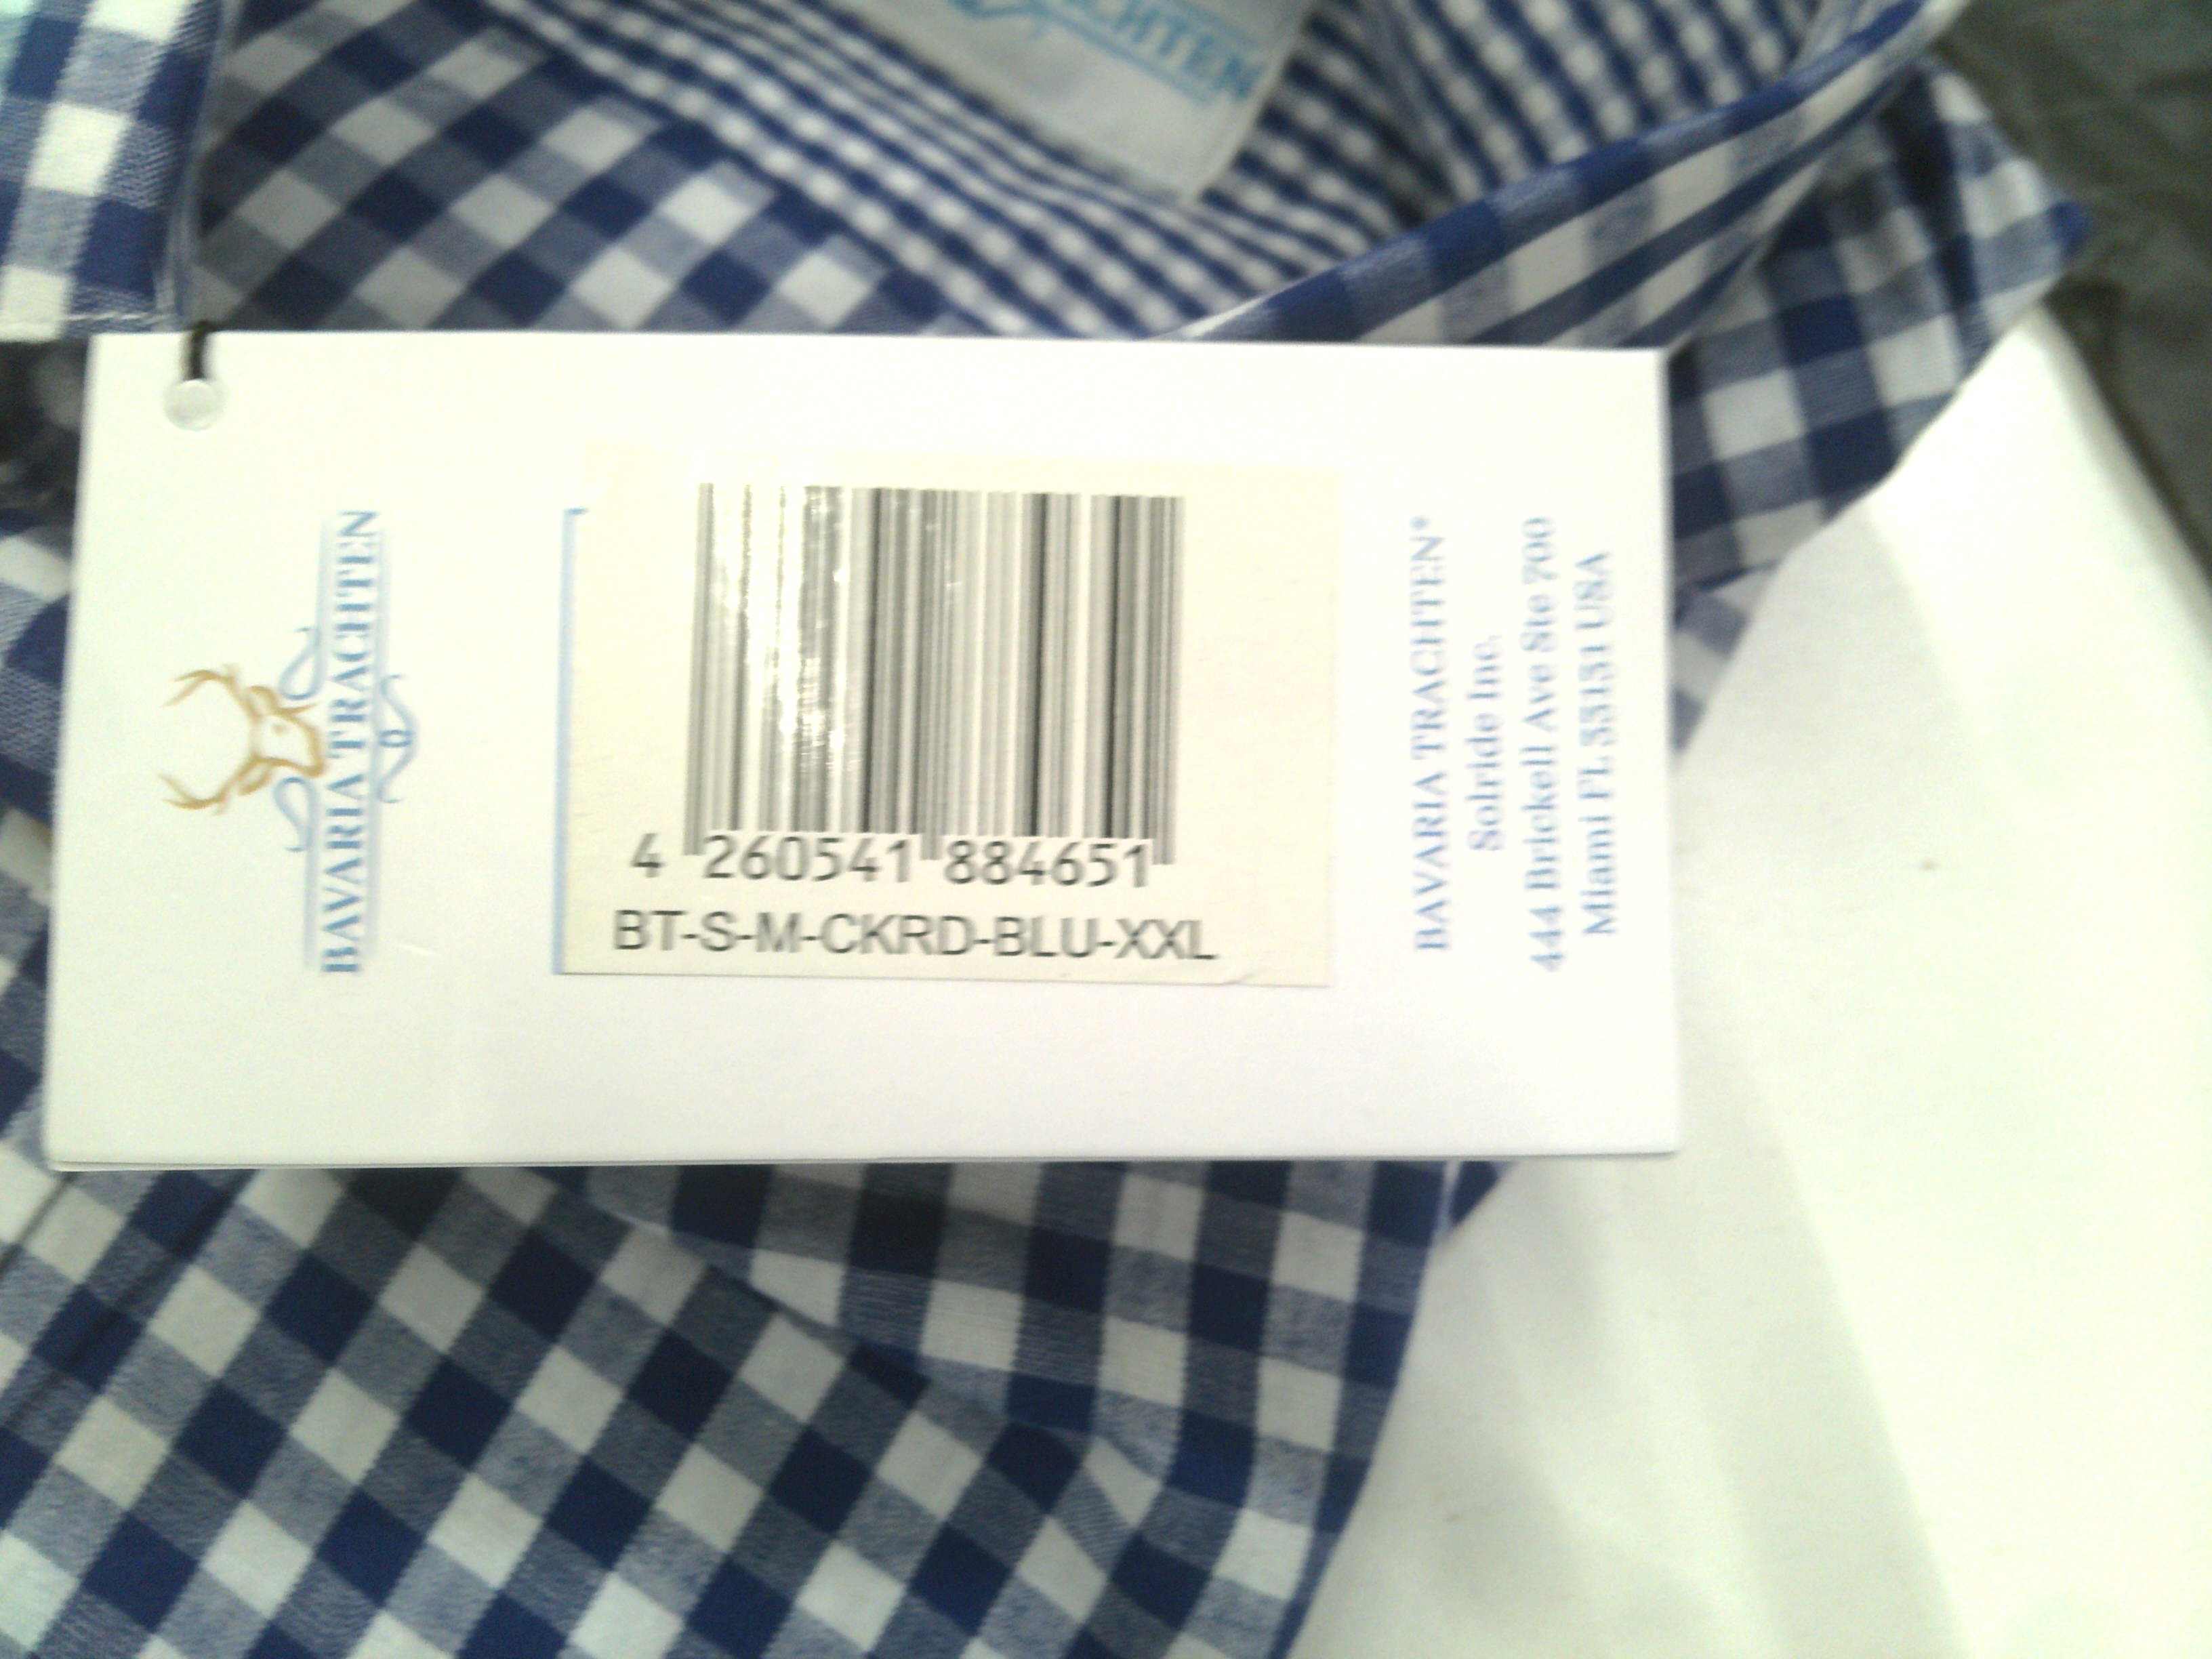 CHTEN
BAVARIA TRACHTEN
4 260541 884651
BT-S-M-CKRD-BLU-XXL
BAVARIA TRACHTEN®
Solride Inc.
444 Brickell Ave Ste 700
Miami FL 33131 USA